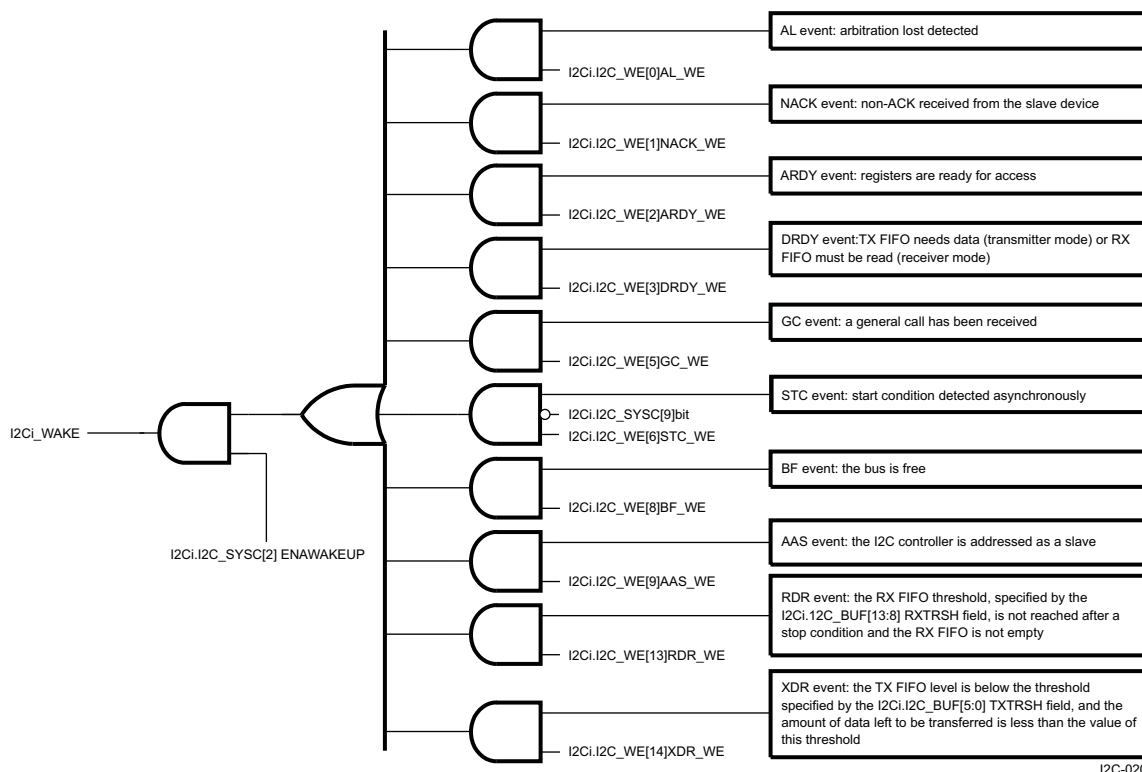 AL event: arbitration lost detected
I2Ci.I2C_WE[0]AL_WE
NACK event: non-ACK received from the slave device
I2Ci.I2C_WE[1]NACK_WE
ARDY event: registers are ready for access
I2Ci.I2C_WE[2]ARDY_WE
DRDY event:TX FIFO needs data (transmitter mode) or RX
FIFO must be read (receiver mode)
I2Ci.I2C_WE[3]DRDY_WE
GC event: a general call has been received
I2Ci.I2C_WE[5]GC_WE
STC event: start condition detected asynchronously
I2Ci.I2C_SYSC[9]bit
I2Ci.I2C_WE[6]STC_WE
I2Ci_WAKE
BF event: the bus is free
I2Ci.I2C_WE[8]BF_WE
AAS event: the I2C controller is addressed as a slave
I2Ci.I2C_SYSC[2] ENAWAKEUP
I2Ci.I2C_WE[9]AAS_WE
RDR event: the RX FIFO threshold, specified by the
I2Ci.12C_BUF[13:8] RXTRSH field, is not reached after a
stop condition and the RX FIFO is not empty
I2Ci.I2C_WE[13]RDR_WE
XDR event: the TX FIFO level is below the threshold
specified by the I2Ci.I2C_BUF[5:0] TXTRSH field, and the
amount of data left to be transferred is less than the value of
this threshold
I2Ci.I2C_WE[14]XDR_WE
I2C-020